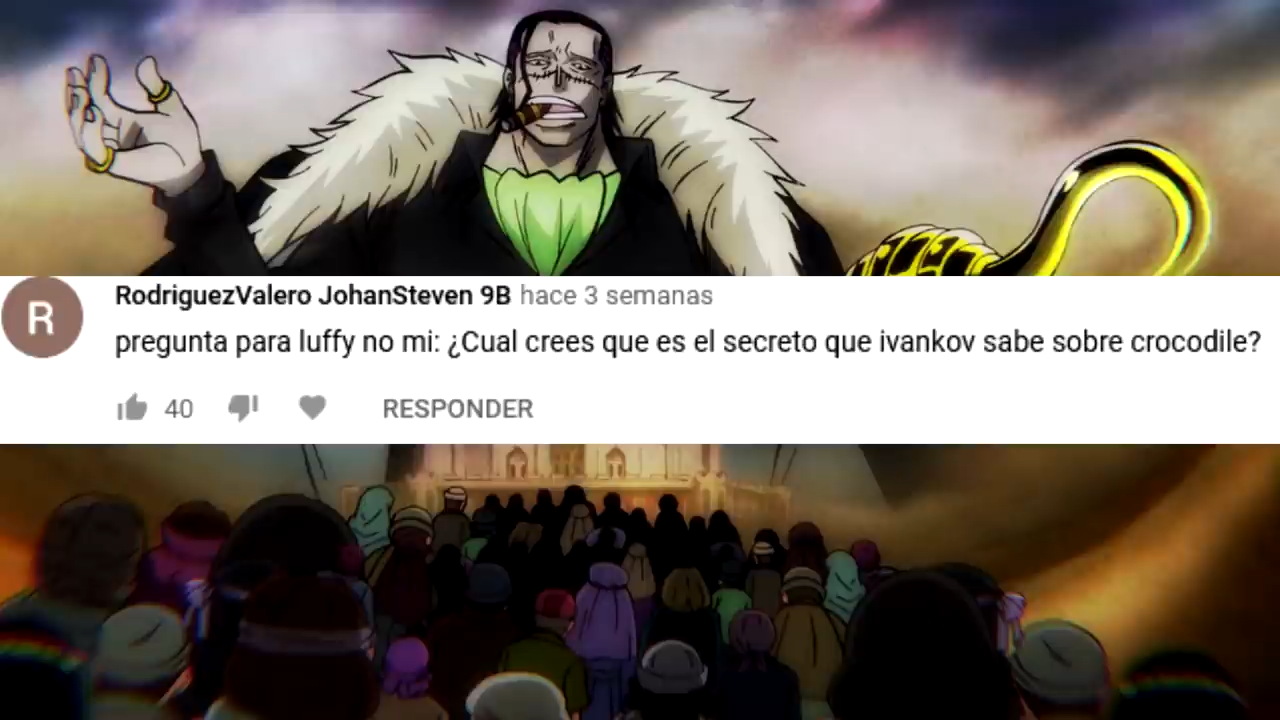 R
RodriguezValero JohanSteven 9B hace 3 semanas
pregunta para luffy no mi: ¿Cual crees que es el secreto que ivankov sabe sobre crocodile?
40
RESPONDER